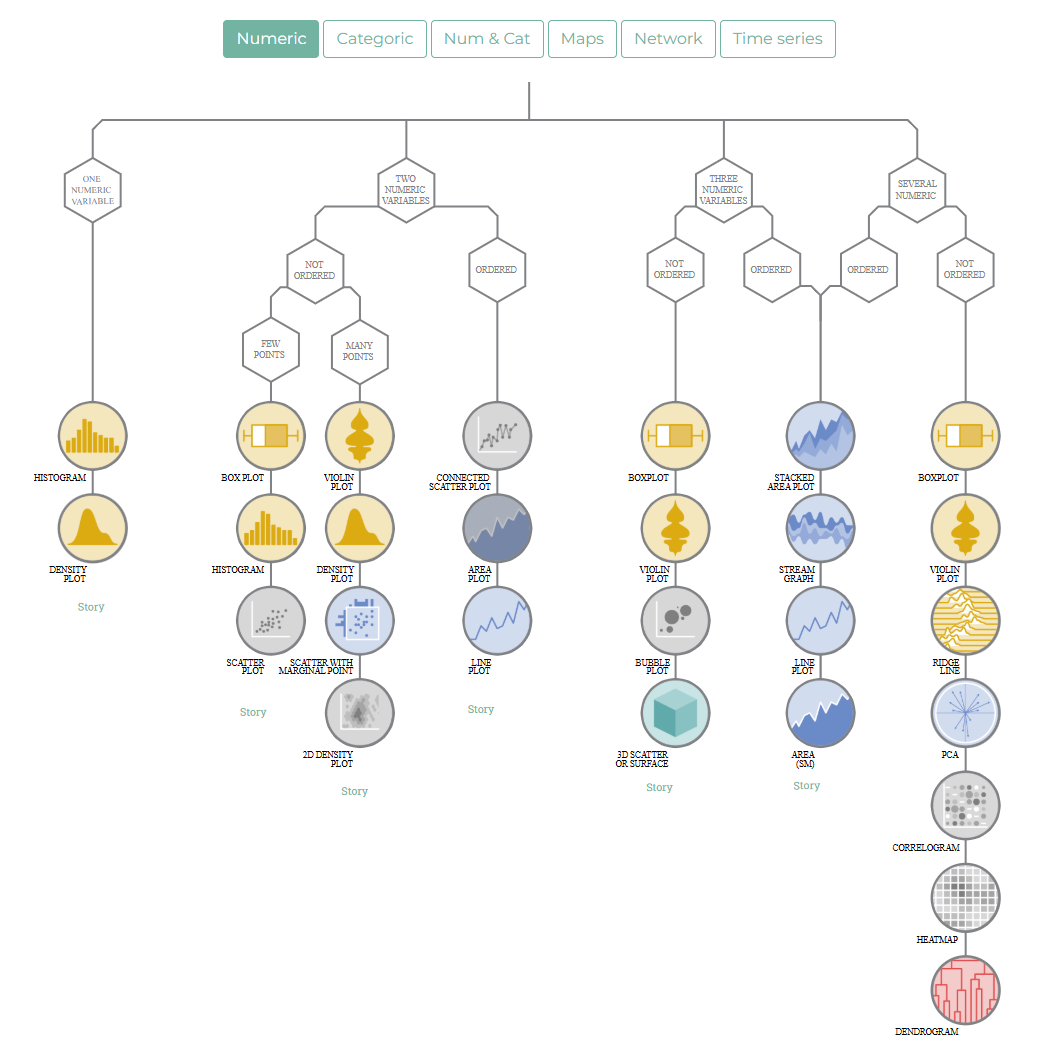 Numeric
Categoric
Num & Cat
Maps
Network
Time series
ONE
NUMERIC
VARIABLE
TWO
NUMERIC
VARIABLES
THREE
NUMERIC
VARIABLES
SEVERAL
NUMERIC
NOT
ORDERED
ORDERED
NOT
ORDERED
ORDERED
ORDERED
NOT
ORDERED
FEW
POINTS
MANY
POINTS
HISTOGRAM
BOX PLOT
VIOLIN
PLOT
CONNECTED
SCATTER PLOT
BOXPLOT
STACKED
AREA PLOT
BOXPLOT
DENSITY
PLOT
HISTOGRAM
DENSITY
PLOT
AREA
PLOT
VIOLIN
PLOT
STREAM
GRAPH
VIOLIN
PLOT
Story
SCATTER
PLOT
SCATTER WITH
MARGINAL POINT
LINE
PLOT
BUBBLE
PLOT
LINE
PLOT
RIDGE
LINE
Story
Story
2D DENSITY
PLOT
3D SCATTER
OR SURFACE
AREA
(SM)
PCA
Story
Story
Story
CORRELOGRAM
HEATMAP
DENDROGRAM